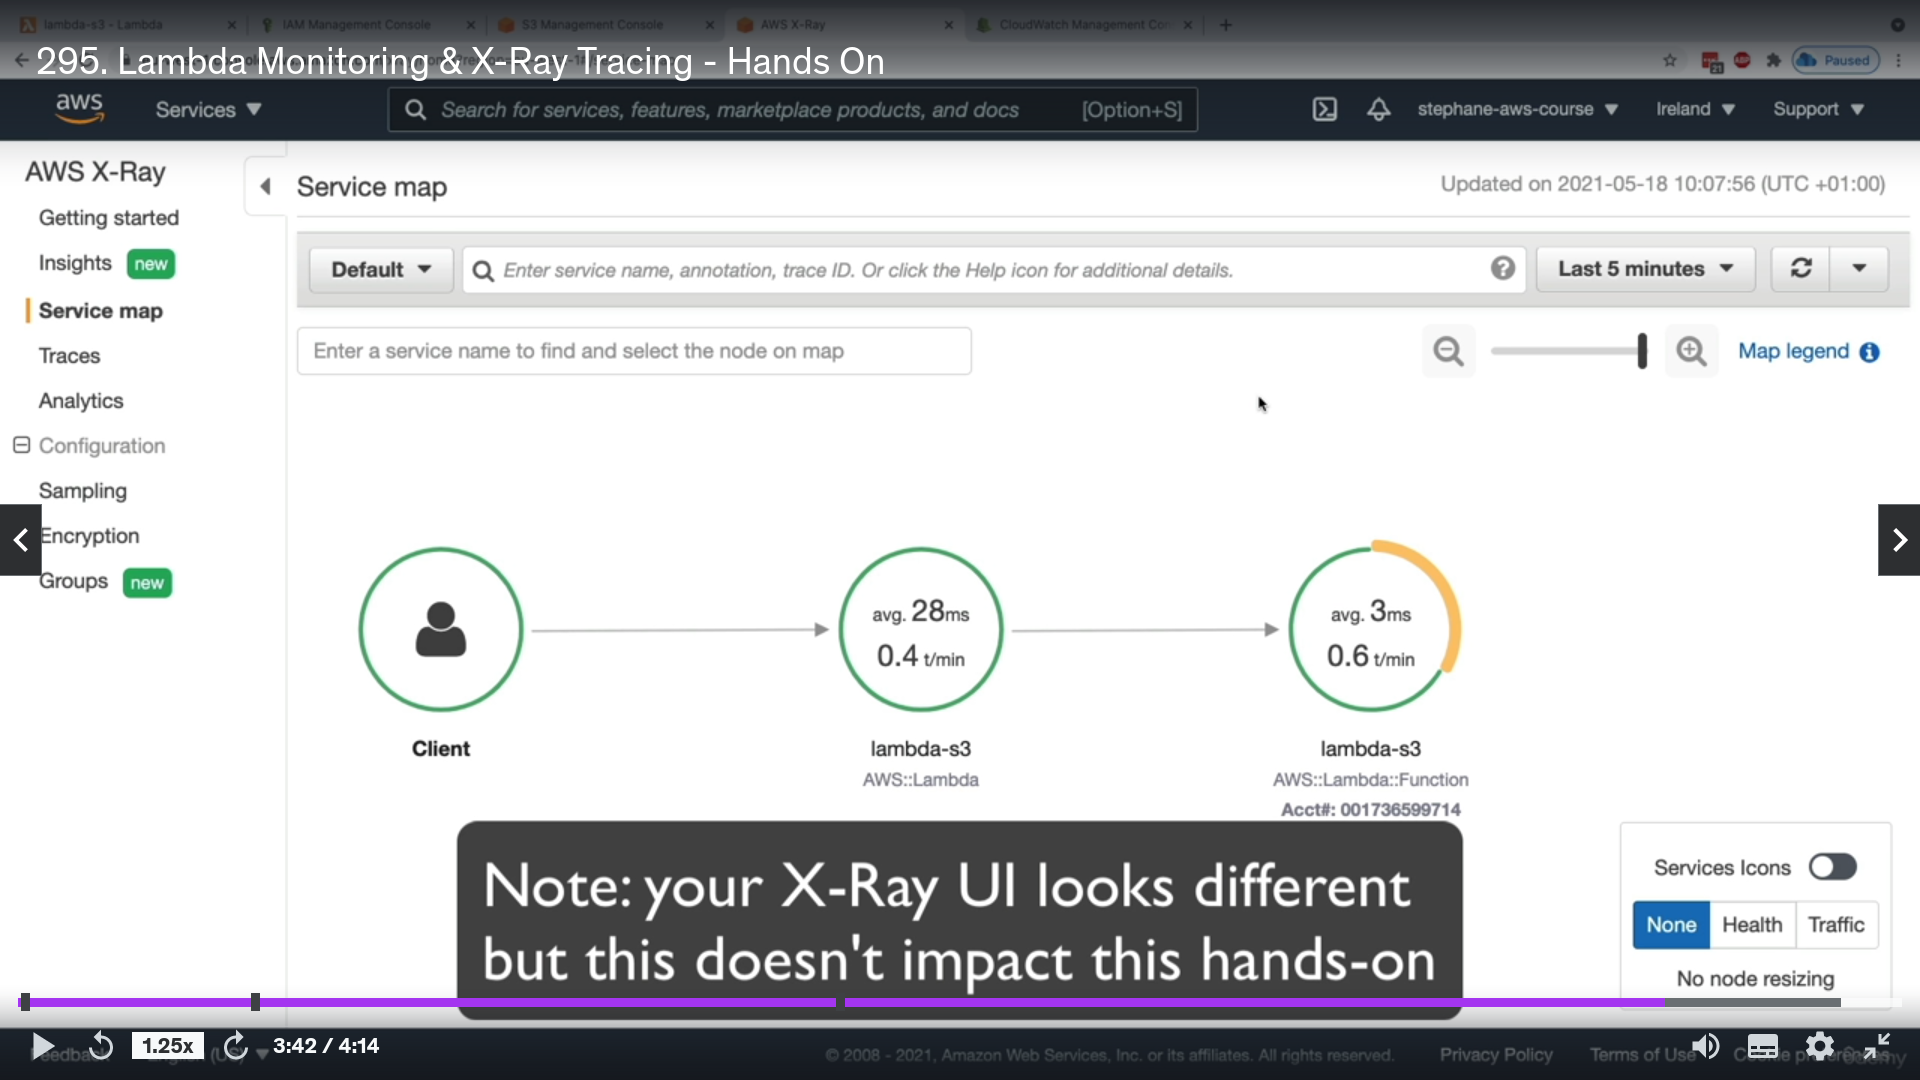 lambda-s3 - Lambda
IAM Management Console
S3 Management Console
AWS X-Ray
CloudWatch Management Con
295. Lambda Monitoring & X-Ray Tracing - Hands On
21
ABP
Paused
aws
Services
Search for services, features, marketplace products, and docs
[Option+S]
stephane-aws-course
Ireland
Support
AWS X-Ray
Getting started
Insights new
Service map
Traces
Analytics
Configuration
Sampling
Encryption
Groups new
Service map
Updated on 2021-05-18 10:07:56 (UTC +01:00)
Default
Enter service name, annotation, trace ID. Or click the Help icon for additional details.
Last 5 minutes
Enter a service name to find and select the node on map
Map legend
Client
avg. 28ms
0.4 t/min
lambda-s3
AWS::Lambda
avg. 3ms
0.6 t/min
lambda-s3
AWS::Lambda::Function
Acct#: 001736599714
Note: your X-Ray UI looks different
but this doesn't impact this hands-on
Services Icons
None
Health
Traffic
No node resizing
1.25x
3:42 / 4:14
© 2008 - 2021, Amazon Web Services, Inc. or its affiliates. All rights reserved.
Privacy Policy
Terms of Use